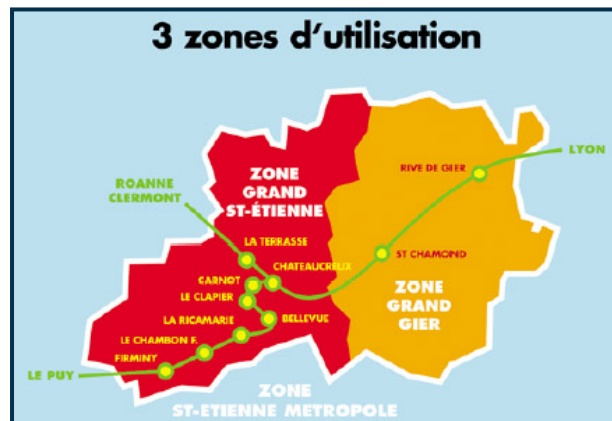 3 zones d'utilisation
LYON
RIVE DE GIER
ZONE
GRAND
ST-ÉTIENNE
ROANNE
CLERMONT
LA TERRASSE
ST CHAMOND
CHATEAUCREUX
CARNOT
LE CLAPIER
ZONE
GRAND
GIER
LA RICAMARIE
BELLEVUE
LE CHAMBON F.
FIRMINY
LE PUY
ZONE
ST-ETIENNE METROPOLE